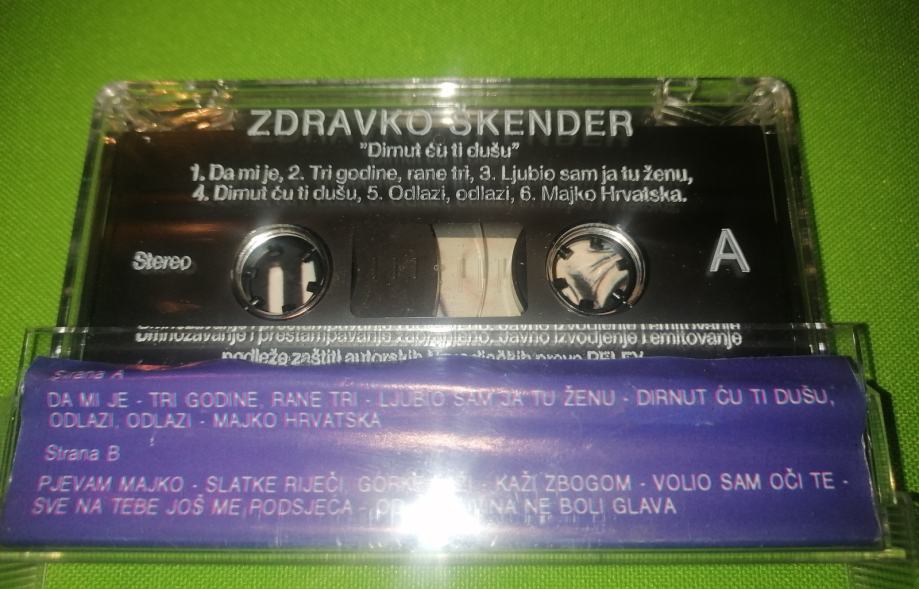 ZDRAVKO ŠKENDER
"Dirnut ću ti dušu"
1. Da mi je, 2. Tri godine, rane tri, 3. Ljubio sam ja tu ženu,
4. Dirnut ću ti dušu, 5. Odlazi, odlazi, 6. Majko Hrvatska.
Stereo
A
i prestampavanje javno izvodjenje i emitovanje
podleže zaštiti autorskih
Strana A
DA MI JE - TRI GODINE, RANE TRI - LJUBIO SAM JA TU ŽENU - DIRNUT ĆU TI DUŠU,
ODLAZI, ODLAZI - MAJKO HRVATSKA
Strana B
PJEVAM MAJKO - SLATKE RIJEČI, GORKE - KAŽI ZBOGOM - VOLIO SAM OČI TE -
SVE NA TEBE JOŠ ME PODSJEĆA - NE BOLI GLAVA